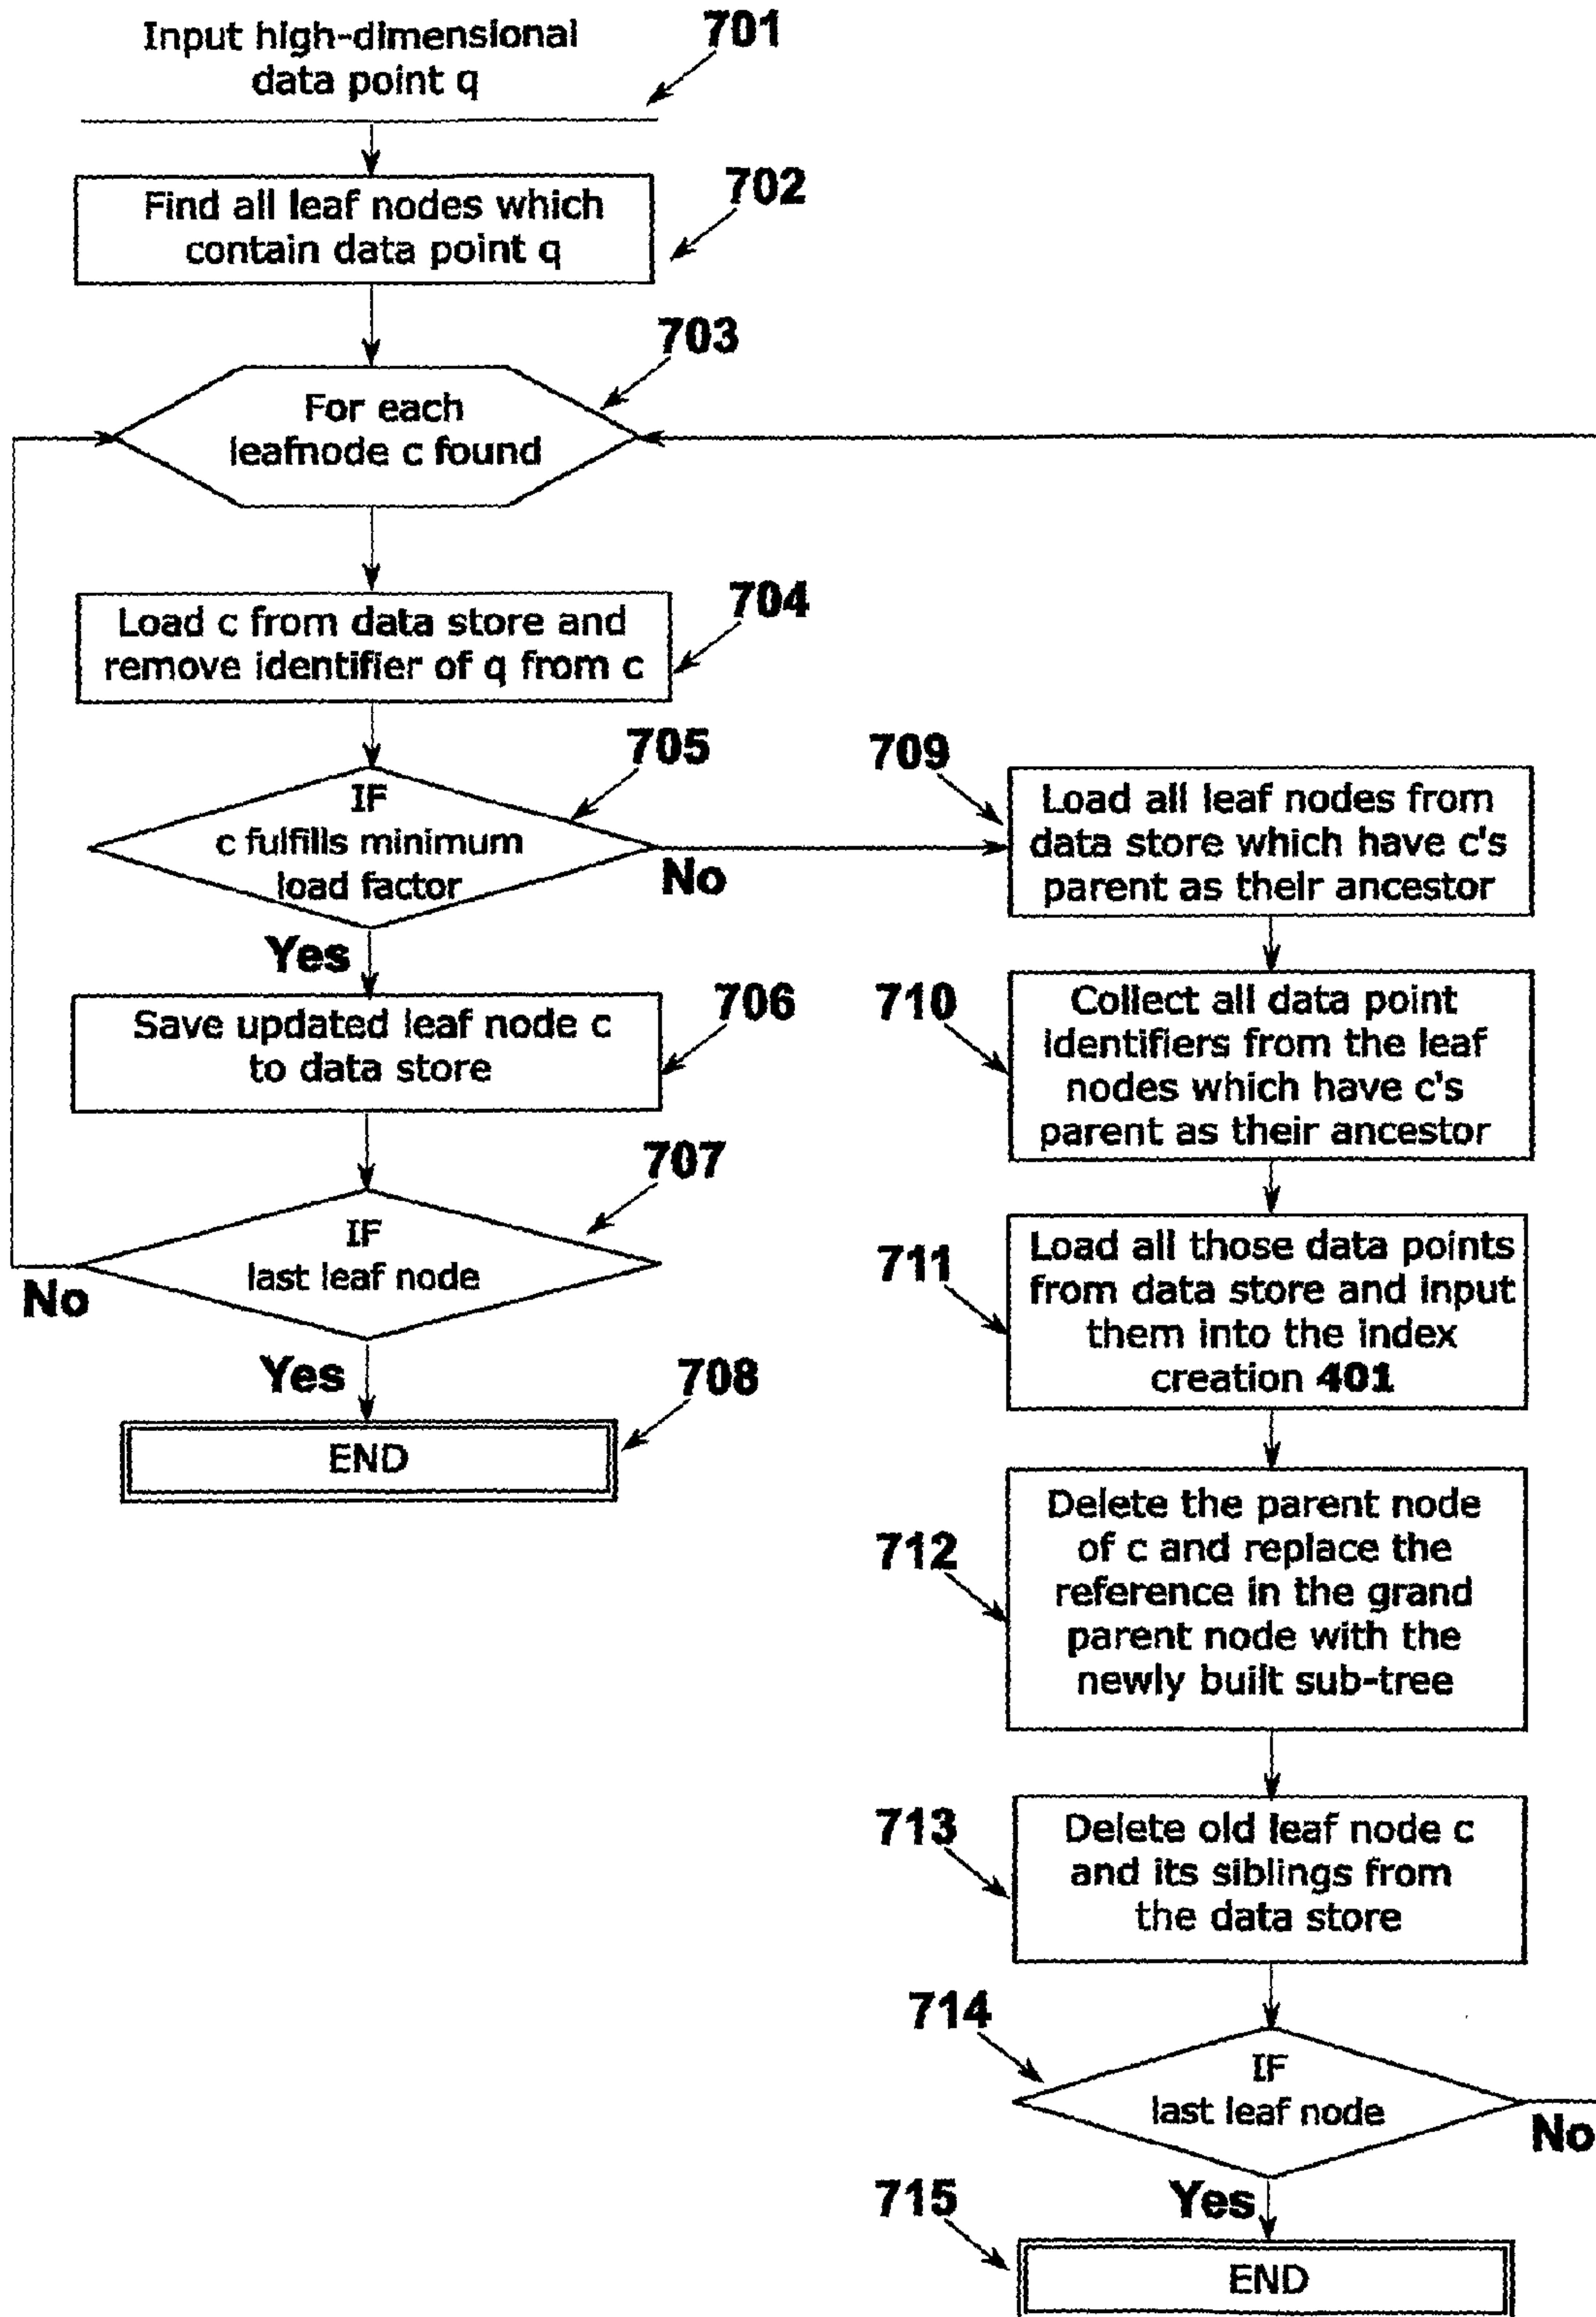 Input high-dimensional
data point q
701
Find all leaf nodes which
contain data point q
702
703
For each
leafnode c found
704
Load c from data store and
remove identifier of q from c
705
IF
c fulfills minimum
load factor
No
Yes
706
Save updated leaf node c
to data store
707
IF
last leaf node
No
Yes
708
END
709
Load all leaf nodes from
data store which have c's
parent as their ancestor
710
Collect all data point
identifiers from the leaf
nodes which have c's
parent as their ancestor
711
Load all those data points
from data store and input
them into the index
creation 401
712
Delete the parent node
of c and replace the
reference in the grand
parent node with the
newly built sub-tree
713
Delete old leaf node c
and its siblings from
the data store
714
IF
last leaf node
No
Yes
715
END